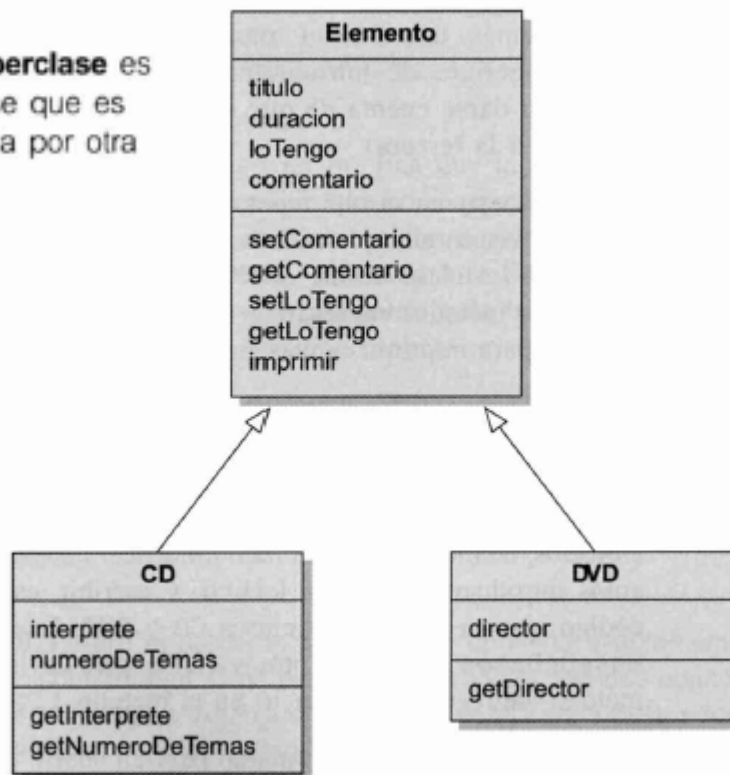 perclase es
e que es
a por otra
Elemento
titulo
duracion
loTengo
comentario
setComentario
getComentario
setLoTengo
getLoTengo
imprimir
CD
interprete
numeroDeTemas
getInterprete
getNumeroDeTemas
DVD
director
getDirector